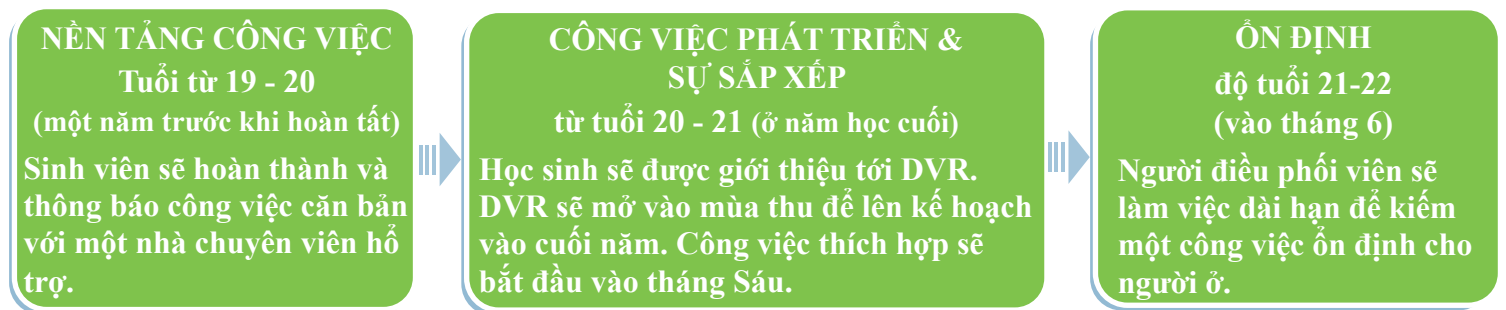 NỀN TẢNG CÔNG VIỆC
Tuổi từ 19 - 20
(một năm trước khi hoàn tất)
Sinh viên sẽ hoàn thành và
thông báo công việc căn bản
với một nhà chuyên viên hổ
trợ.
CÔNG VIỆC PHÁT TRIỂN &
SỰ SẮP XẾP
từ tuổi 20 - 21 (ở năm học cuối)
Học sinh sẽ được giới thiệu tới DVR.
DVR sẽ mở vào mùa thu để lên kế hoạch
vào cuối năm. Công việc thích hợp sẽ
bắt đầu vào tháng Sáu.
ỔN ĐỊNH
độ tuổi 21-22
(vào tháng 6)
Người điều phối viên sẽ
làm việc dài hạn để kiếm
một công việc ổn định cho
người ở.